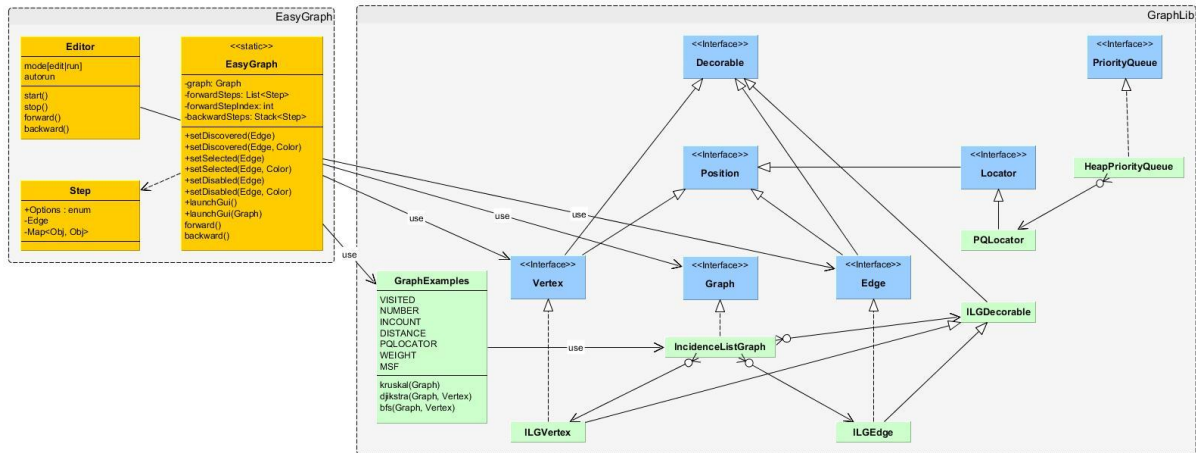 EasyGraph
Editor
mode[edit|run]
autorun
start()
stop()
forward()
backward()
<<static>>
EasyGraph
-graph: Graph
-forwardSteps: List<Step>
-forwardStepIndex: int
-backwardSteps: Stack<Step>
+setDiscovered(Edge)
+setDiscovered(Edge, Color)
+setSelected(Edge)
+setSelected(Edge, Color)
+setDisabled(Edge)
+setDisabled(Edge, Color)
+launchGui()
+launchGui(Graph)
forward()
backward()
Step
+Options : enum
-Edge
-Map<Obj, Obj>
use
use
use
use
GraphLib
<<Interface>>
Decorable
<<Interface>>
PriorityQueue
<<Interface>>
Position
<<Interface>>
Locator
HeapPriorityQueue
PQLocator
<<Interface>>
Vertex
<<Interface>>
Graph
<<Interface>>
Edge
GraphExamples
VISITED
NUMBER
INCOUNT
DISTANCE
PQLOCATOR
WEIGHT
MSF
kruskal(Graph)
djikstra(Graph, Vertex)
bfs(Graph, Vertex)
use
IncidenceListGraph
ILGDecorable
ILGVertex
ILGEdge